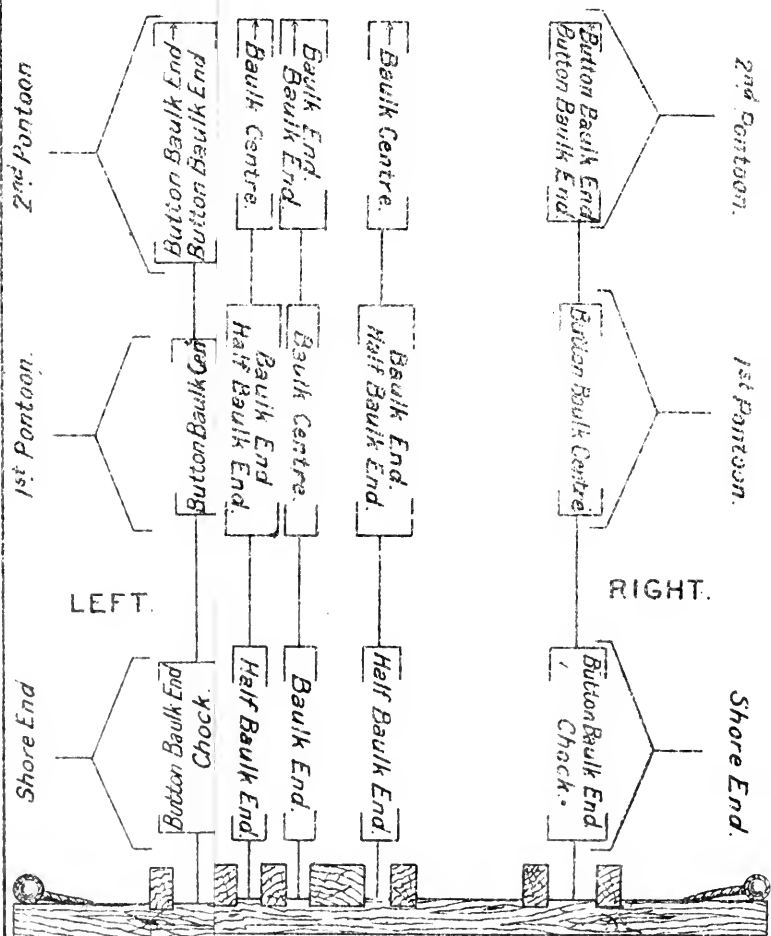 2nd Pontoon
Button Baulk End
Button Baulk End
Baulk Centre.
Baulk End.
Baulk End.
Baulk Centre.
Button Baulk End
Button Baulk End
2nd Pontoon.
1st Pontoon.
Button Baulk Cen
Baulk End
Half Baulk End.
Baulk Centre.
Baulk End.
Half Baulk End.
Button Baulk Centre
1st Pontoon.
LEFT.
RIGHT.
Shore End
Button Baulk End
Chock.
Half Baulk End.
Baulk End.
Half Baulk End.
Button Baulk End
Chock.
Shore End.